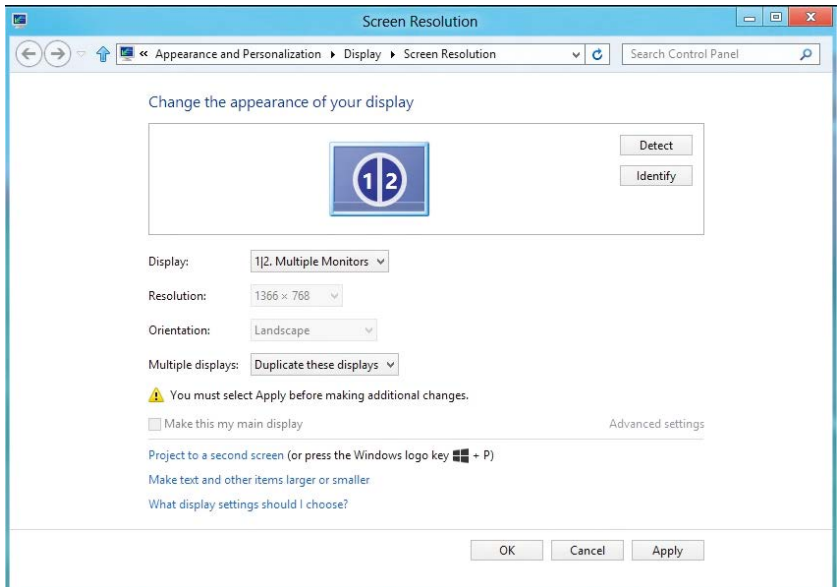 Screen Resolution
« Appearance and Personalization ▸ Display ▸ Screen Resolution
Search Control Panel
Change the appearance of your display
1|2
Detect
Identify
Display: 1|2. Multiple Monitors
Resolution: 1366 × 768
Orientation: Landscape
Multiple displays: Duplicate these displays
You must select Apply before making additional changes.
Make this my main display
Advanced settings
Project to a second screen (or press the Windows logo key + P)
Make text and other items larger or smaller
What display settings should I choose?
OK Cancel Apply